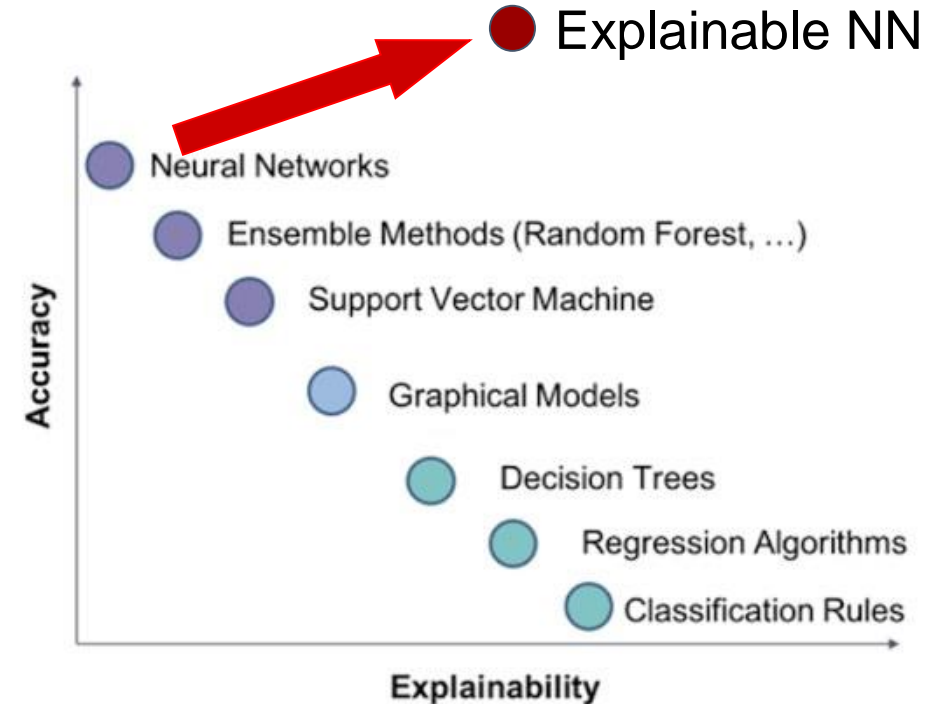 Explainable NN
Neural Networks
Ensemble Methods (Random Forest, …)
Support Vector Machine
Graphical Models
Decision Trees
Regression Algorithms
Classification Rules
Accuracy
Explainability